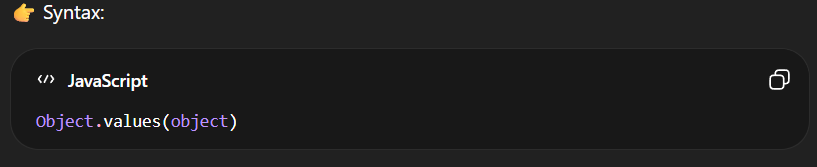 👉 Syntax:
JavaScript
Object.values(object)